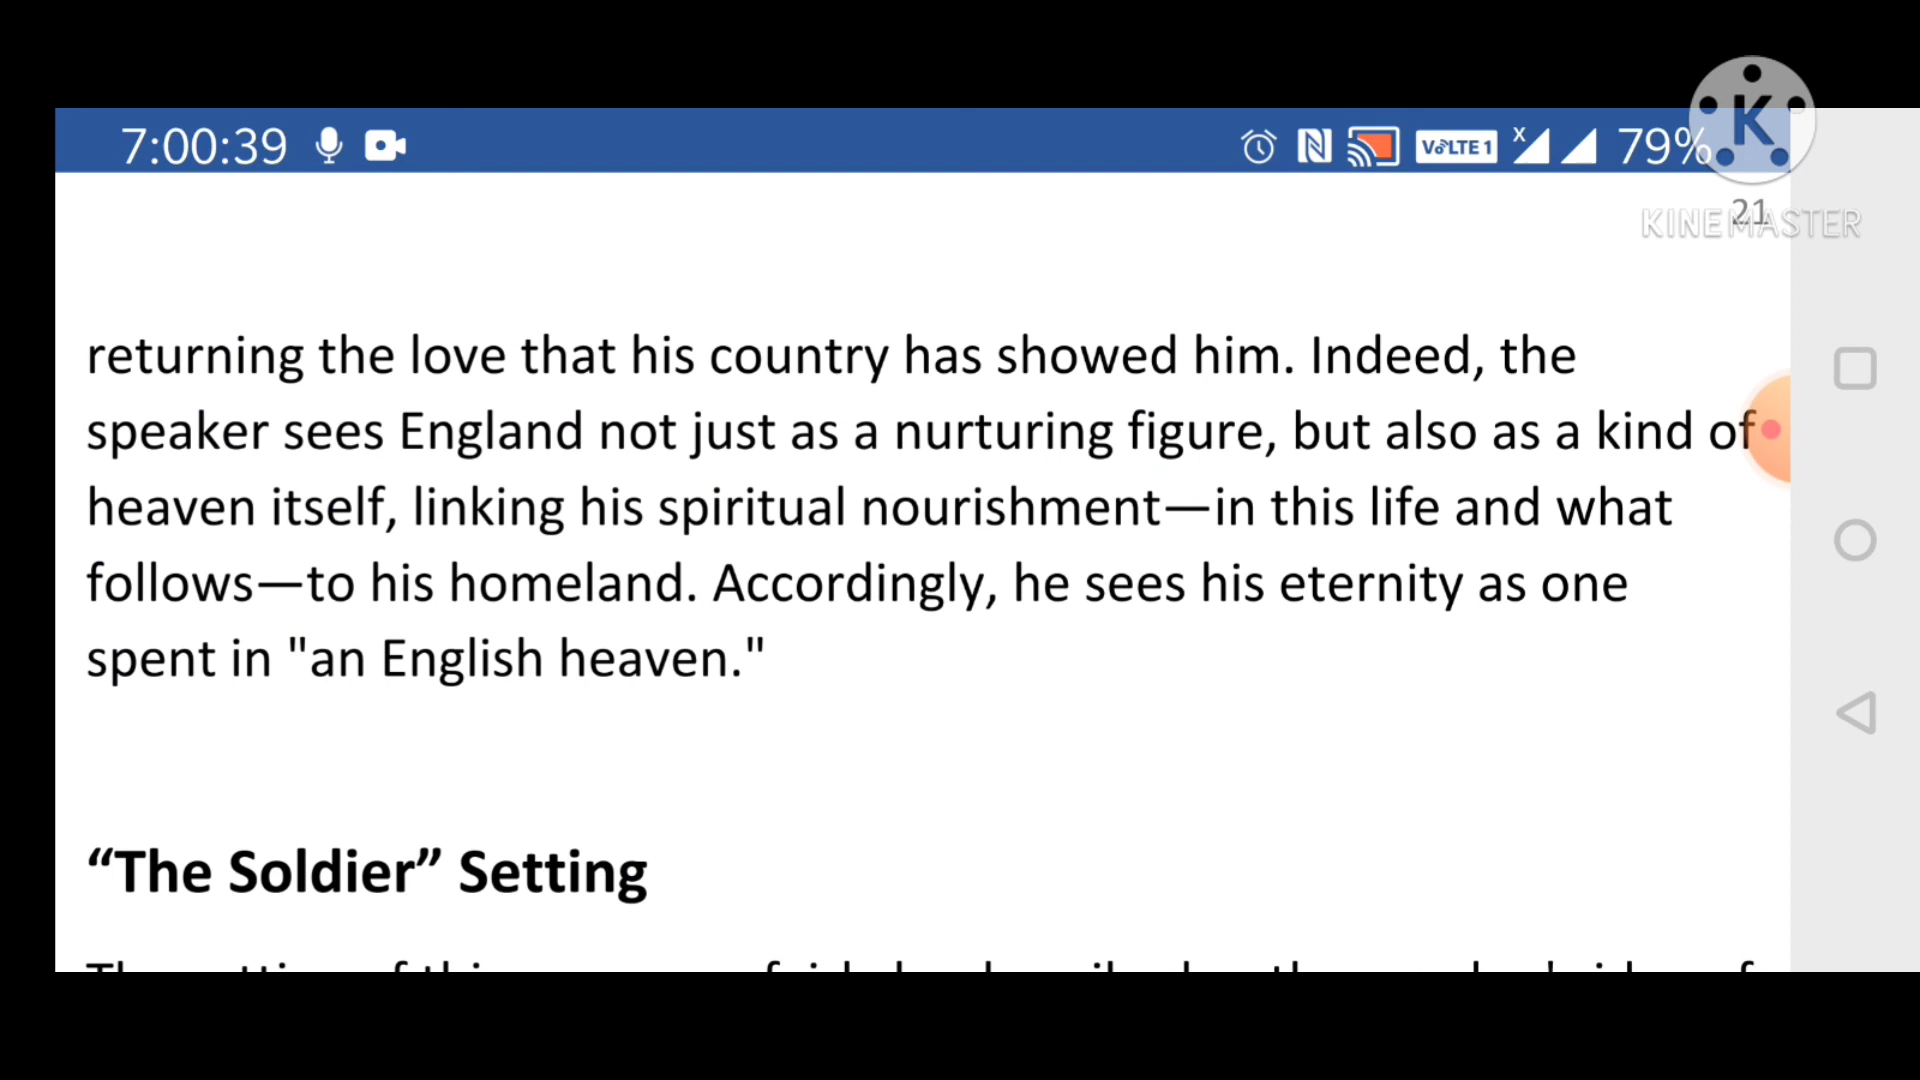 7:00:39 VoLTE 1 x 79% K
21
KINEMASTER
returning the love that his country has showed him. Indeed, the
speaker sees England not just as a nurturing figure, but also as a kind of
heaven itself, linking his spiritual nourishment—in this life and what
follows—to his homeland. Accordingly, he sees his eternity as one
spent in "an English heaven."
“The Soldier” Setting